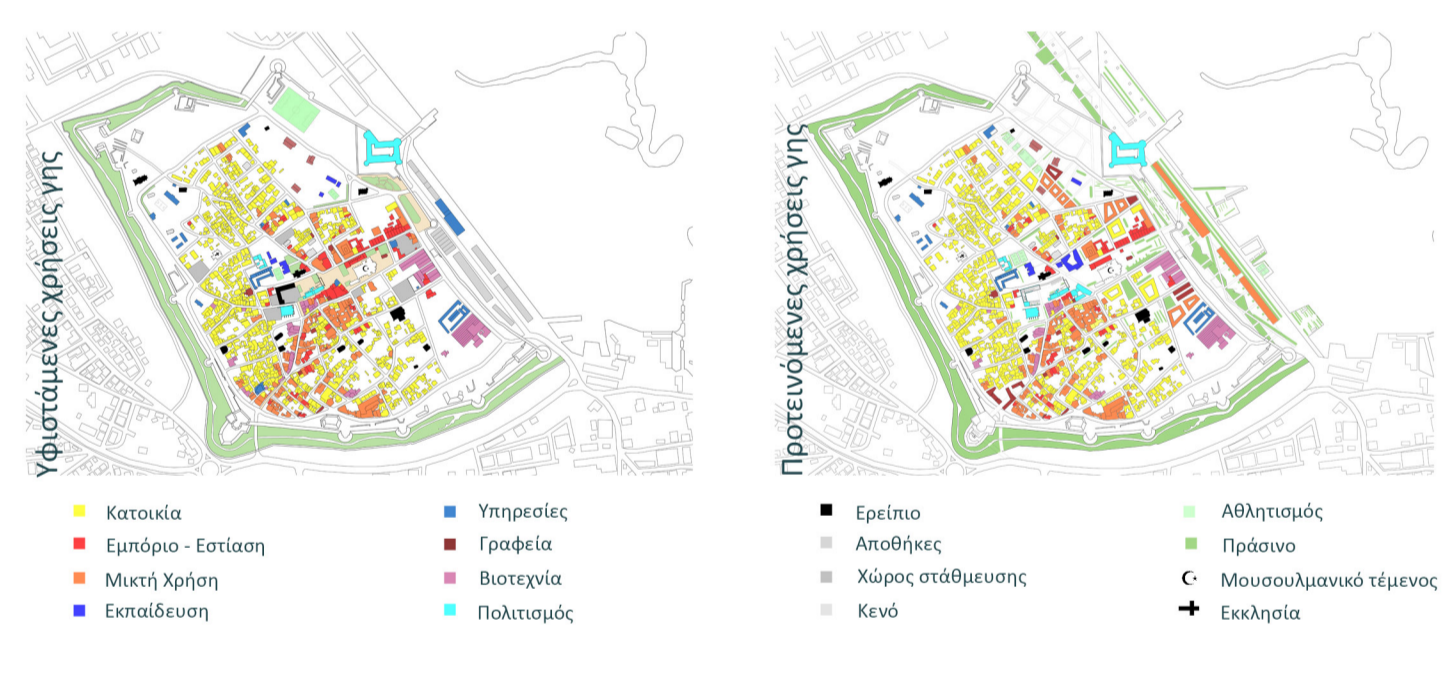 Υφιστάμενες χρήσεις γης
Προτεινόμενες χρήσεις γης
Κατοικία
Εμπόριο - Εστίαση
Μικτή Χρήση
Εκπαίδευση
Υπηρεσίες
Γραφεία
Βιοτεχνία
Πολιτισμός
Ερείπιο
Αποθήκες
Χώρος στάθμευσης
Κενό
Αθλητισμός
Πράσινο
Μουσουλμανικό τέμενος
Εκκλησία